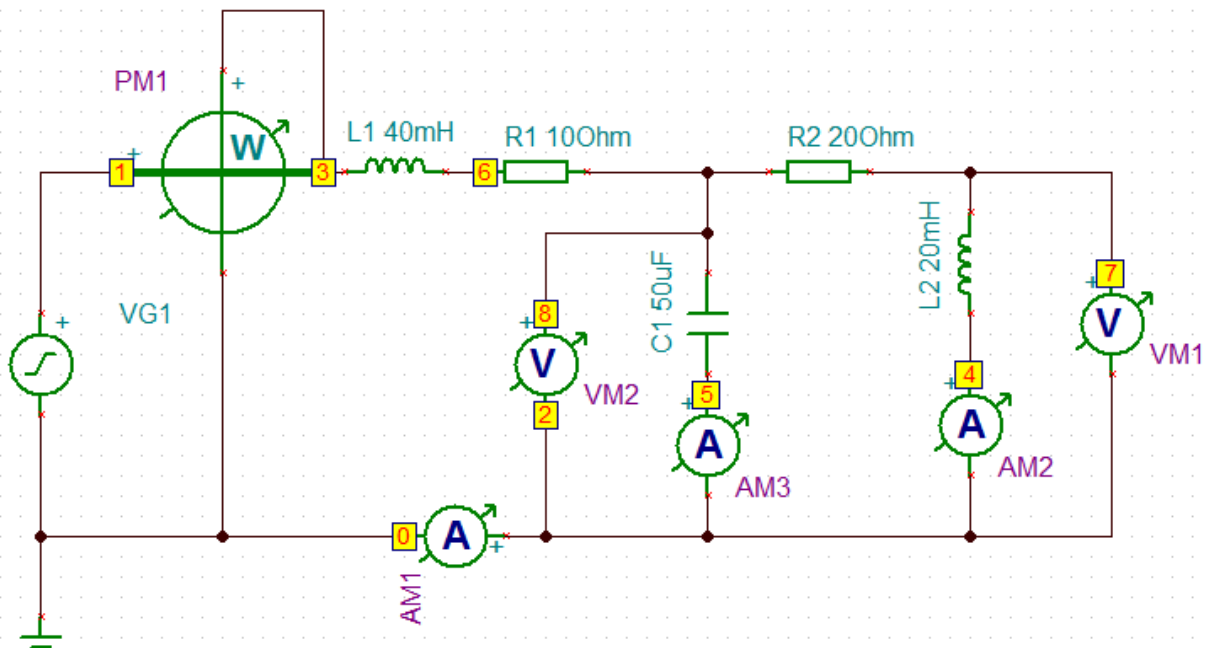 PM1
+
W
L1 40mH
R1 10Ohm
R2 20Ohm
1
+
3
6
VG1
+
8
+
V
VM2
2
C1 50uF
5
+
A
AM3
L2 20mH
4
+
A
AM2
7
+
V
VM1
0
A
+
AM1